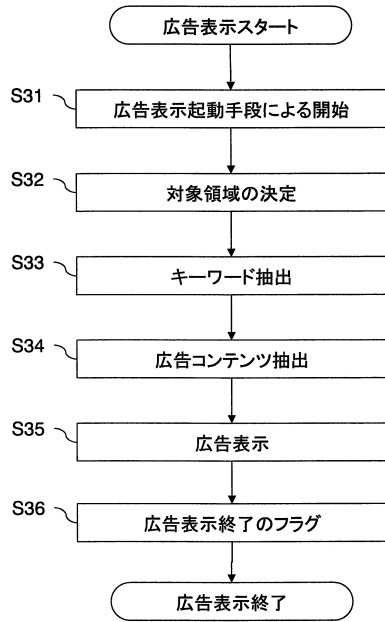 広告表示スタート
S31
広告表示起動手段による開始
S32
対象領域の決定
S33
キーワード抽出
S34
広告コンテンツ抽出
S35
広告表示
S36
広告表示終了のフラグ
広告表示終了